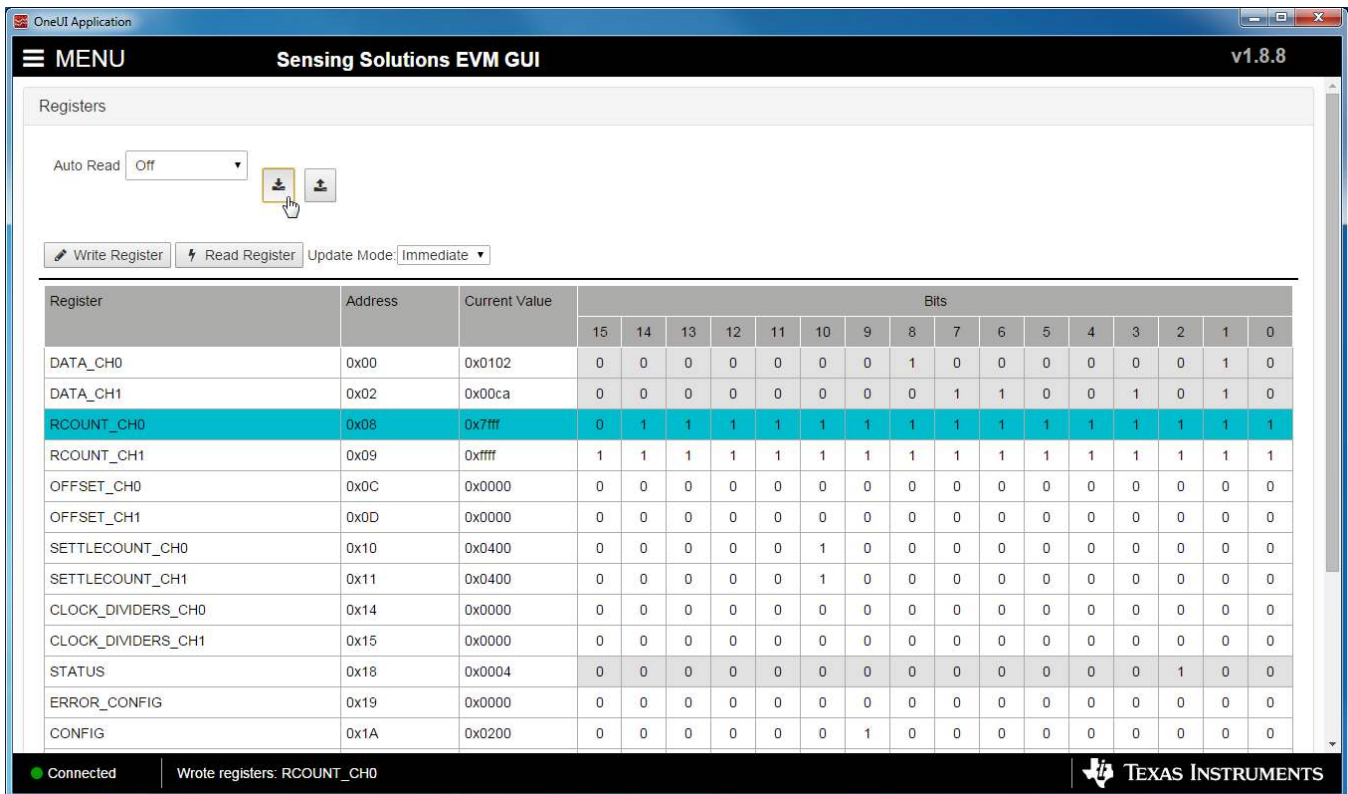 OneUI Application
MENU Sensing Solutions EVM GUI v1.8.8
Registers
Auto Read Off
Write Register Read Register Update Mode: Immediate
Register Address Current Value Bits
15 14 13 12 11 10 9 8 7 6 5 4 3 2 1 0
DATA_CH0 0x00 0x0102 0 0 0 0 0 0 0 1 0 0 0 0 0 0 1 0
DATA_CH1 0x02 0x00ca 0 0 0 0 0 0 0 0 1 1 0 0 1 0 1 0
RCOUNT_CH0 0x08 0x7fff 0 1 1 1 1 1 1 1 1 1 1 1 1 1 1 1
RCOUNT_CH1 0x09 0xffff 1 1 1 1 1 1 1 1 1 1 1 1 1 1 1 1
OFFSET_CH0 0x0C 0x0000 0 0 0 0 0 0 0 0 0 0 0 0 0 0 0 0
OFFSET_CH1 0x0D 0x0000 0 0 0 0 0 0 0 0 0 0 0 0 0 0 0 0
SETTLECOUNT_CH0 0x10 0x0400 0 0 0 0 0 1 0 0 0 0 0 0 0 0 0 0
SETTLECOUNT_CH1 0x11 0x0400 0 0 0 0 0 1 0 0 0 0 0 0 0 0 0 0
CLOCK_DIVIDERS_CH0 0x14 0x0000 0 0 0 0 0 0 0 0 0 0 0 0 0 0 0 0
CLOCK_DIVIDERS_CH1 0x15 0x0000 0 0 0 0 0 0 0 0 0 0 0 0 0 0 0 0
STATUS 0x18 0x0004 0 0 0 0 0 0 0 0 0 0 0 0 0 1 0 0
ERROR_CONFIG 0x19 0x0000 0 0 0 0 0 0 0 0 0 0 0 0 0 0 0 0
CONFIG 0x1A 0x0200 0 0 0 0 0 0 1 0 0 0 0 0 0 0 0 0
Connected Wrote registers: RCOUNT_CH0 TEXAS INSTRUMENTS